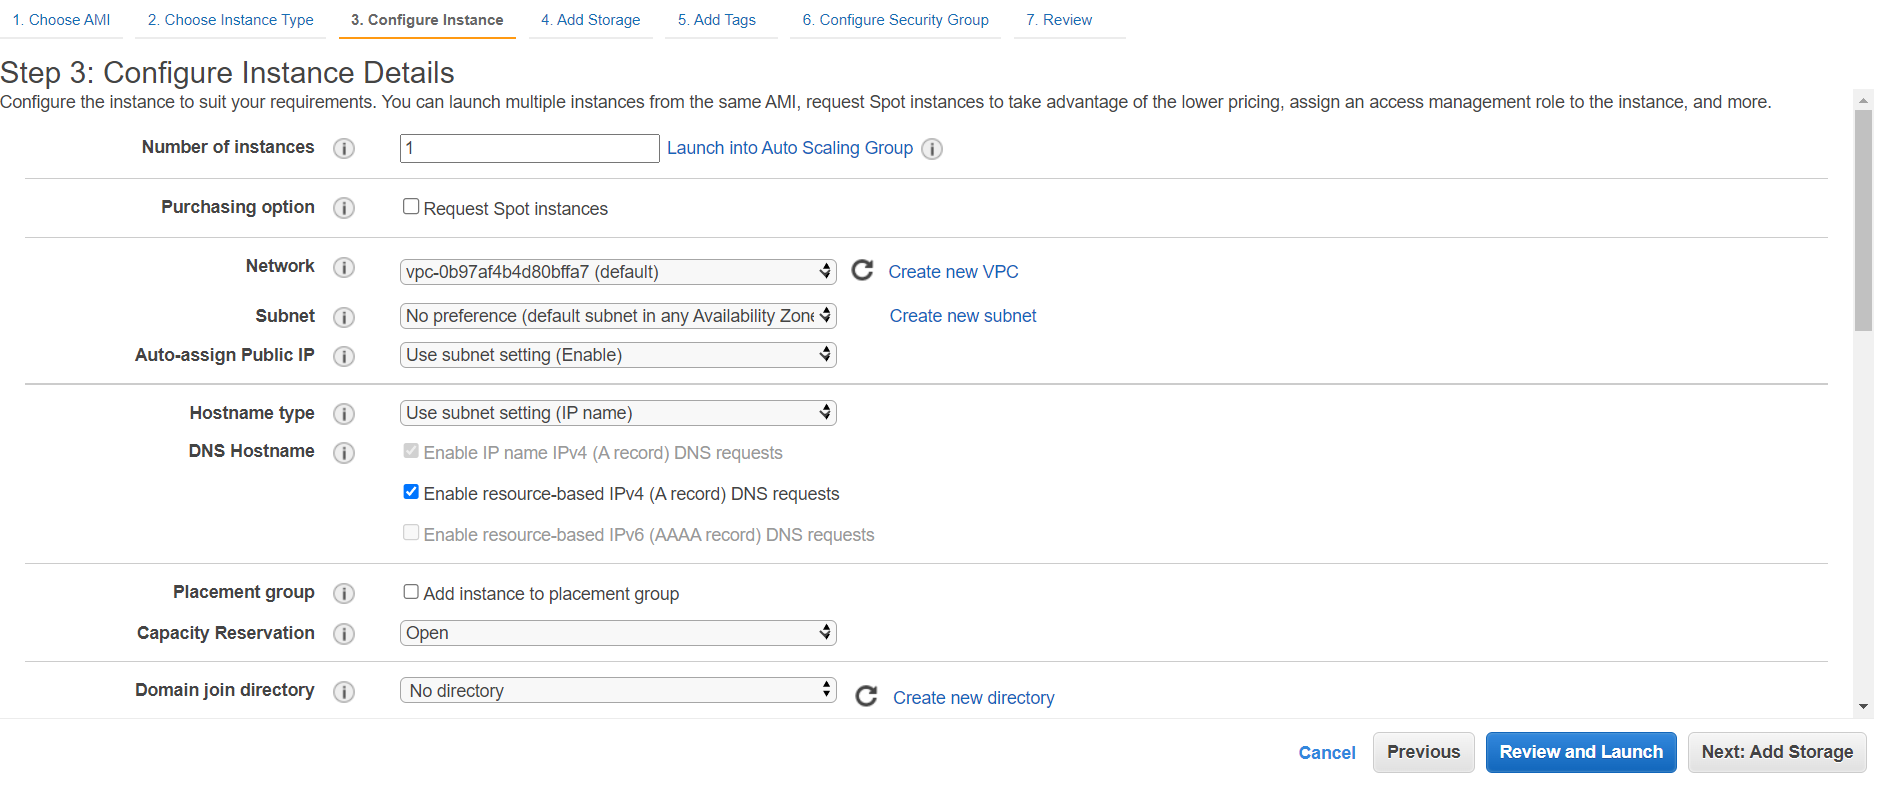 1. Choose AMI 2. Choose Instance Type 3. Configure Instance 4. Add Storage 5. Add Tags 6. Configure Security Group 7. Review
Step 3: Configure Instance Details
Configure the instance to suit your requirements. You can launch multiple instances from the same AMI, request Spot instances to take advantage of the lower pricing, assign an access management role to the instance, and more.
Number of instances i 1 Launch into Auto Scaling Group i
Purchasing option i Request Spot instances
Network i vpc-0b97af4b4d80bffa7 (default) Create new VPC
Subnet i No preference (default subnet in any Availability Zone Create new subnet
Auto-assign Public IP i Use subnet setting (Enable)
Hostname type i Use subnet setting (IP name)
DNS Hostname i Enable IP name IPv4 (A record) DNS requests
Enable resource-based IPv4 (A record) DNS requests
Enable resource-based IPv6 (AAAA record) DNS requests
Placement group i Add instance to placement group
Capacity Reservation i Open
Domain join directory i No directory Create new directory
Cancel Previous Review and Launch Next: Add Storage